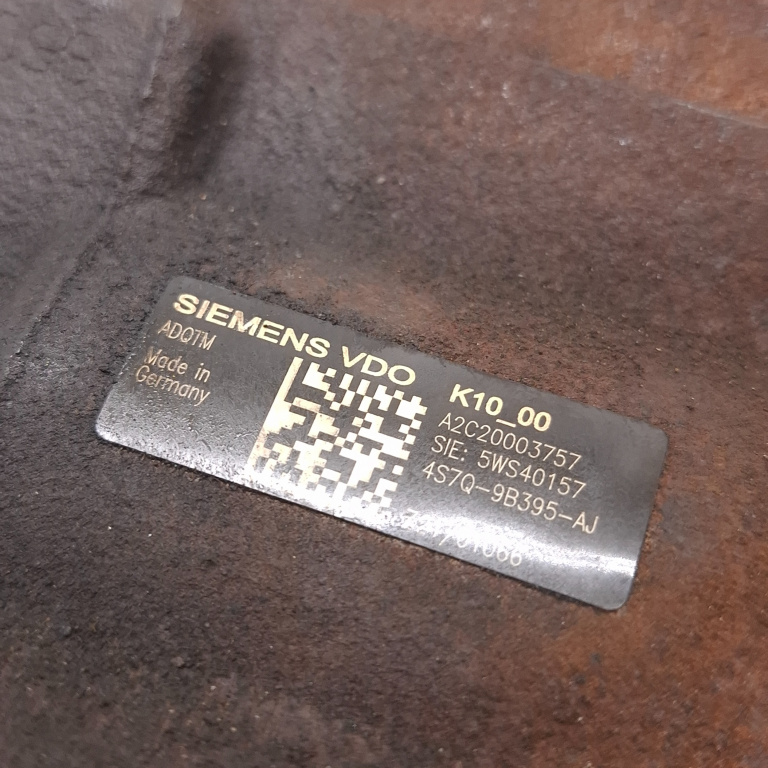 SIEMENS VDO
ADQTM
Made in
Germany
K10_00
A2C20003757
SIE: 5WS40157
4S7Q-9B395-AJ